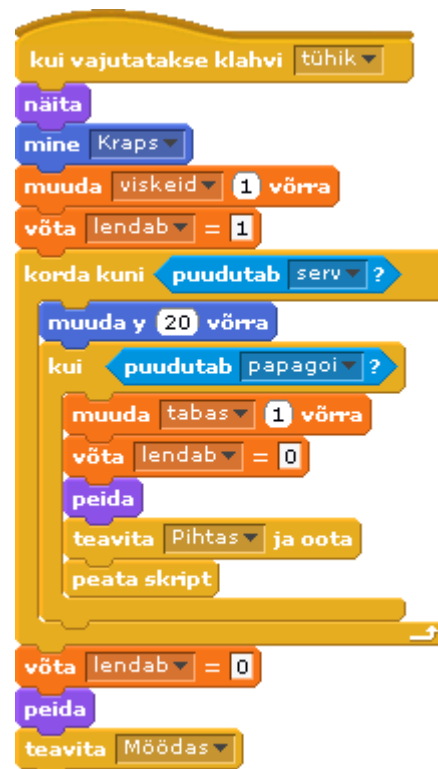 kui vajutatakse klahvi tühik
näita
mine Kraps
muuda viskeid 1 võrra
võta lendab = 1
korda kuni puudutab serv ?
muuda y 20 võrra
kui puudutab papagoi ?
muuda tabas 1 võrra
võta lendab = 0
peida
teavita Pihtas ja oota
peata skript
võta lendab = 0
peida
teavita Möödas